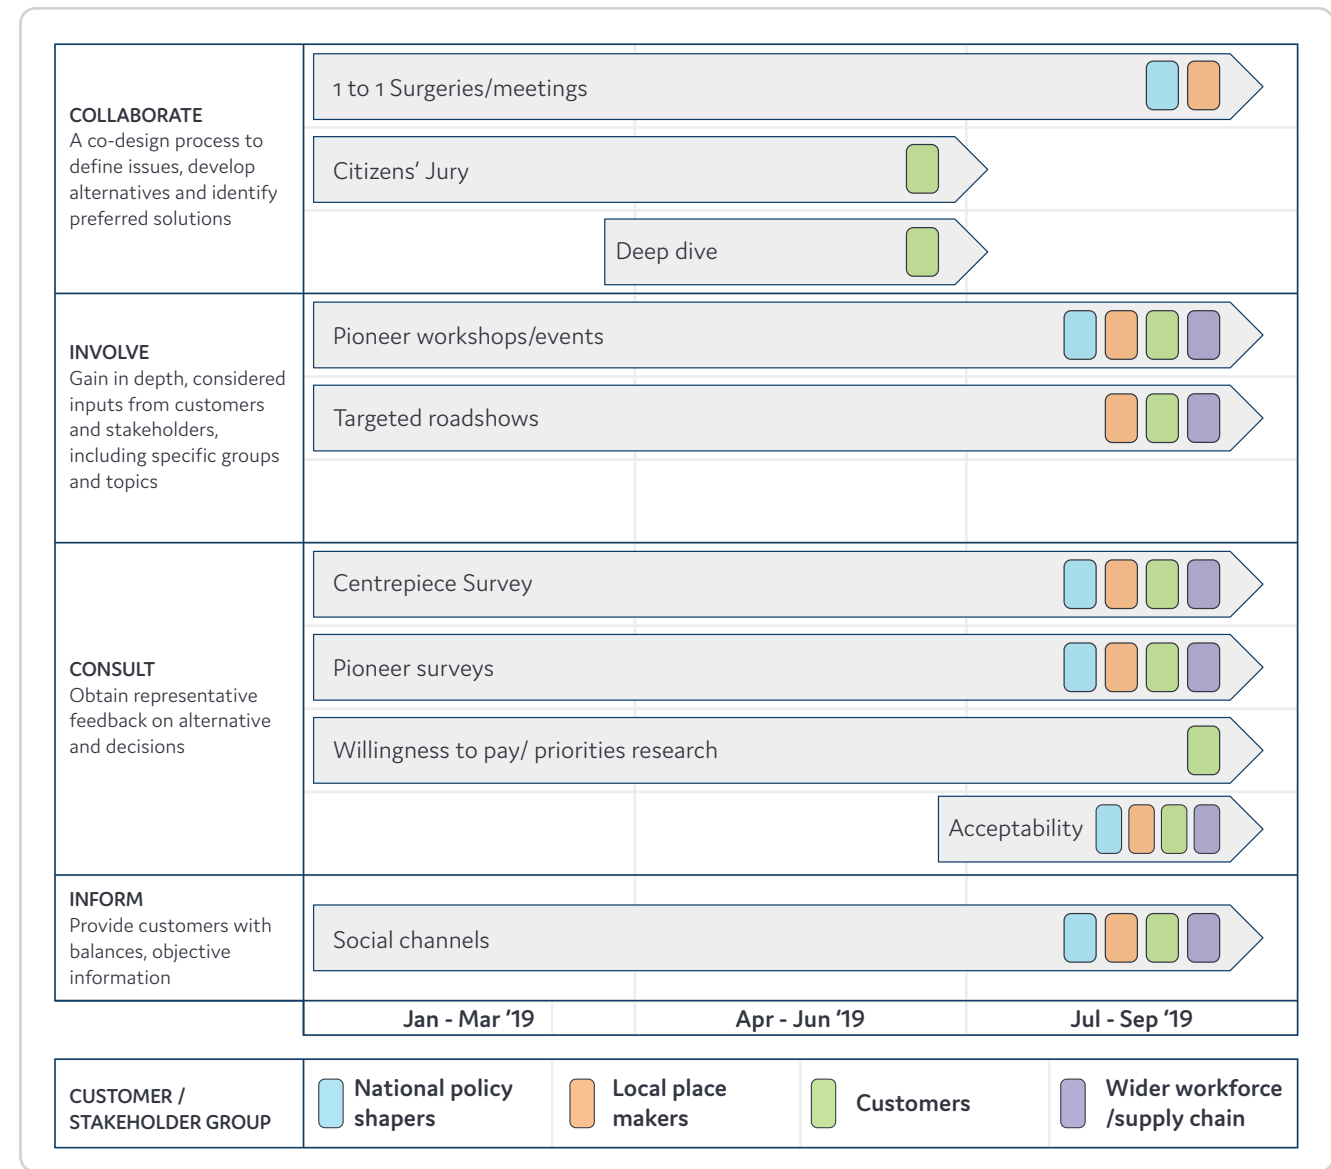 COLLABORATE
A co-design process to
define issues, develop
alternatives and identify
preferred solutions
1 to 1 Surgeries/meetings
Citizens’ Jury
Deep dive
INVOLVE
Gain in depth, considered
inputs from customers
and stakeholders,
including specific groups
and topics
Pioneer workshops/events
Targeted roadshows
CONSULT
Obtain representative
feedback on alternative
and decisions
Centrepiece Survey
Pioneer surveys
Willingness to pay/ priorities research
Acceptability
INFORM
Provide customers with
balances, objective
information
Social channels
Jan - Mar ‘19
Apr - Jun ‘19
Jul - Sep ‘19
CUSTOMER /
STAKEHOLDER GROUP
National policy
shapers
Local place
makers
Customers
Wider workforce
/supply chain